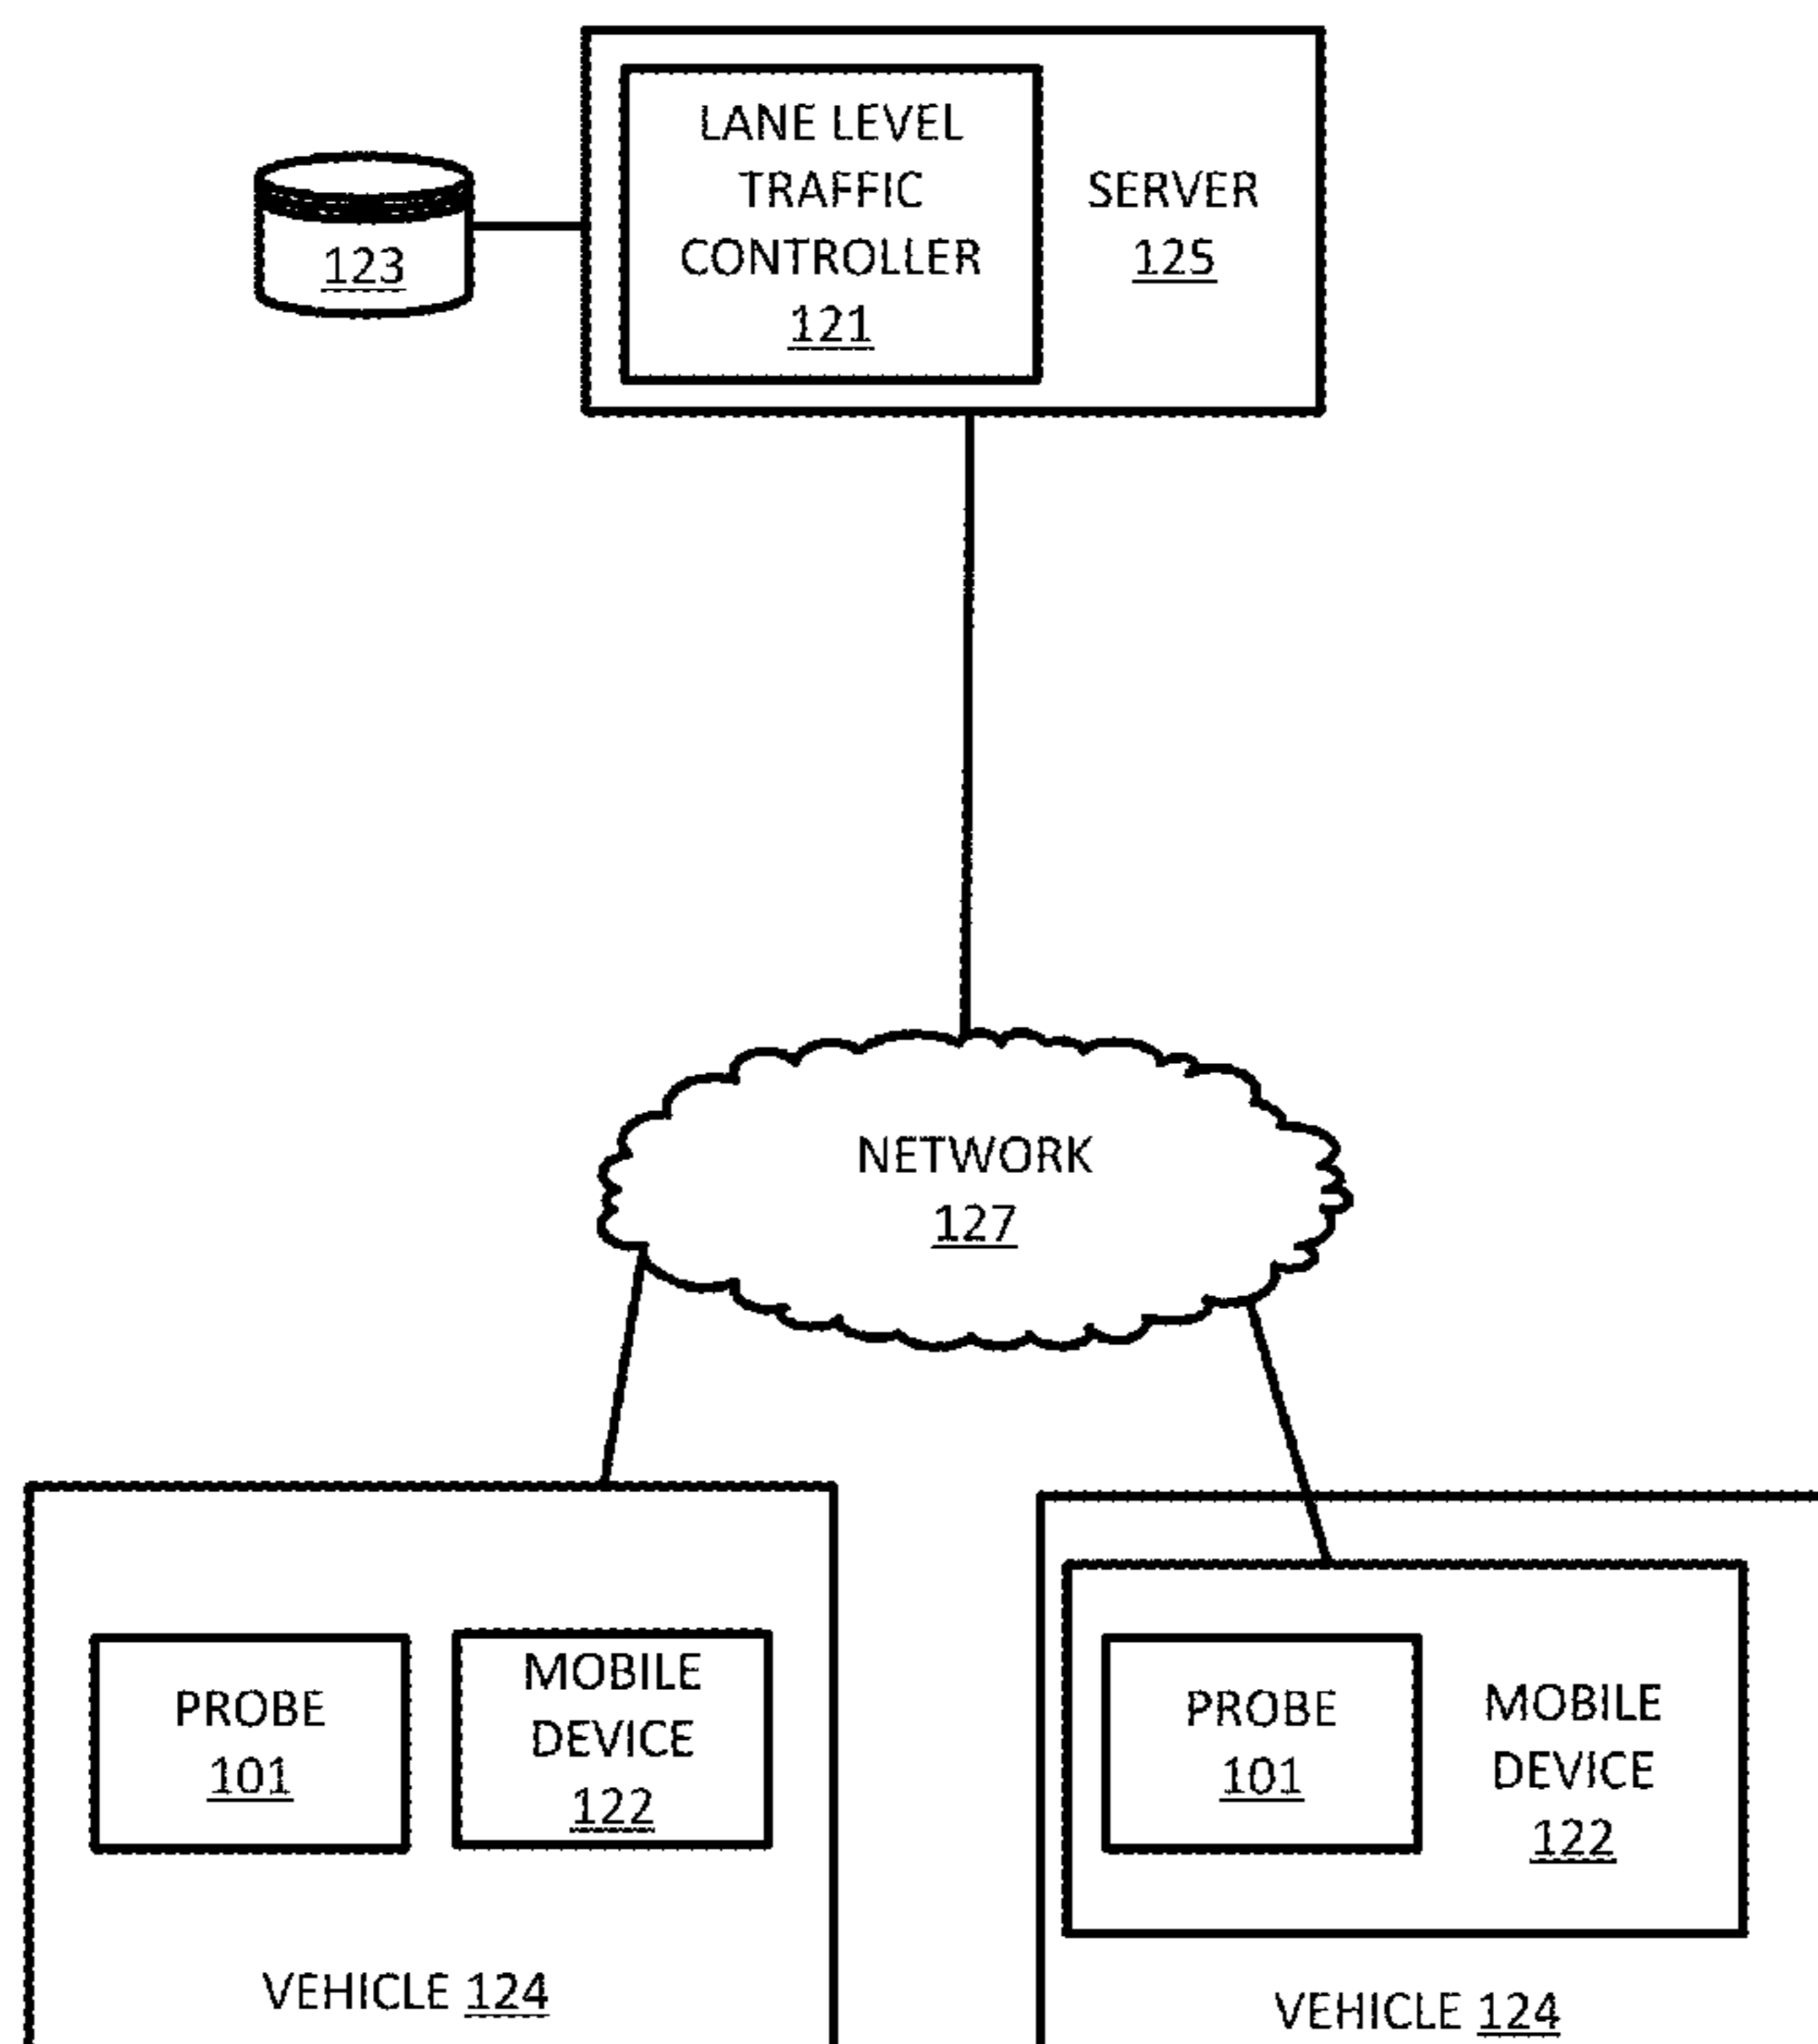 LANE LEVEL
TRAFFIC
CONTROLLER
121
SERVER
125
123
NETWORK
127
PROBE
101
MOBILE
DEVICE
122
VEHICLE 124
PROBE
101
MOBILE
DEVICE
122
VEHICLE 124